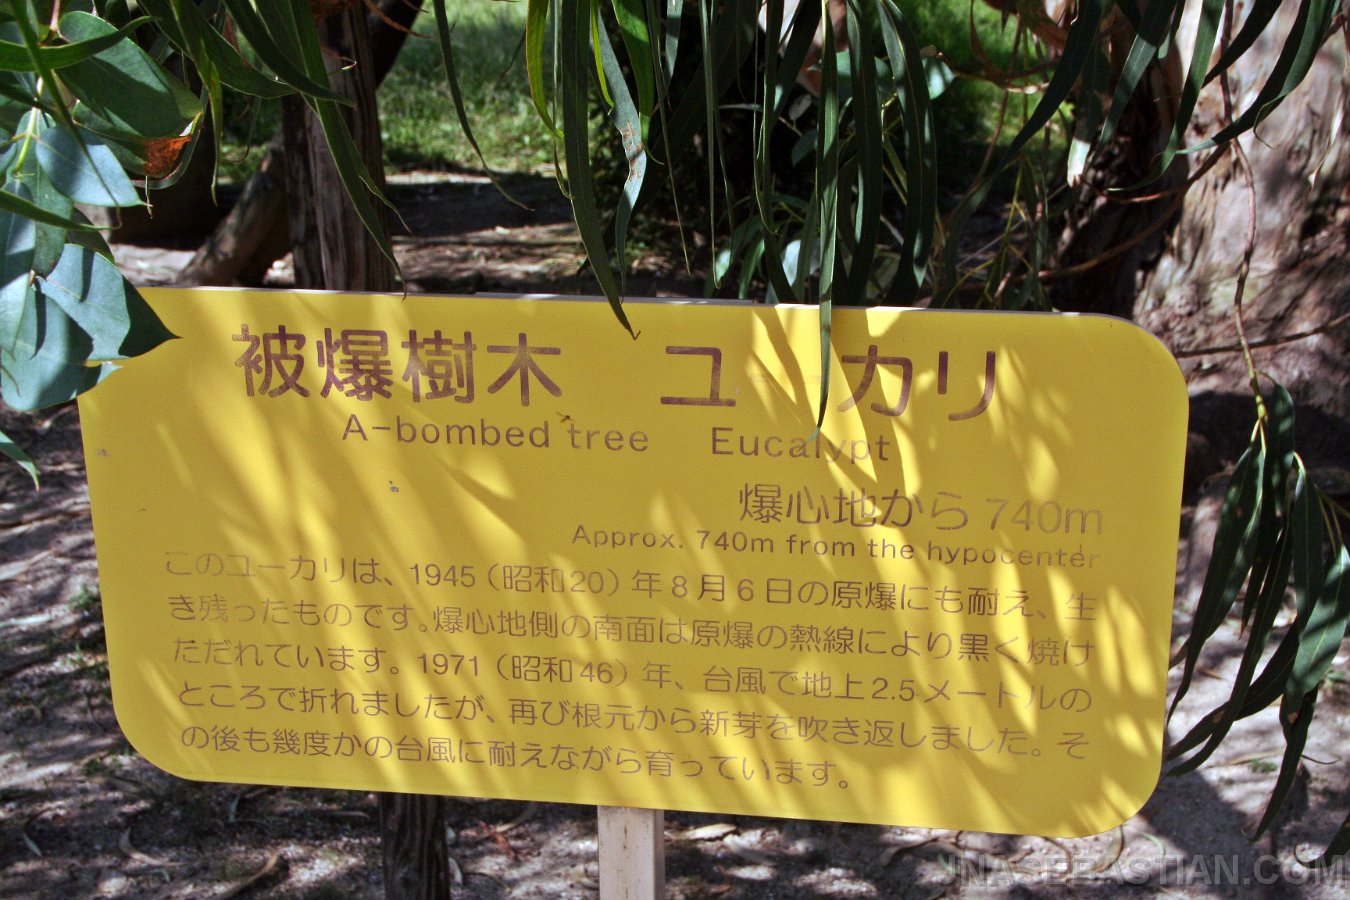 被爆樹木 ユーカリ
A-bombed tree Eucalypt
爆心地から 740m
Approx. 740m from the hypocenter
このユーカリは、1945（昭和20）年8月6日の原爆にも耐え、生
き残ったものです。爆心地側の南面は原爆の熱線により黒く焼け
ただれています。1971（昭和46）年、台風で地上2.5メートルの
ところで折れましたが、再び根元から新芽を吹き返しました。そ
の後も幾度かの台風に耐えながら育っています。
JNASEBASTIAN.COM